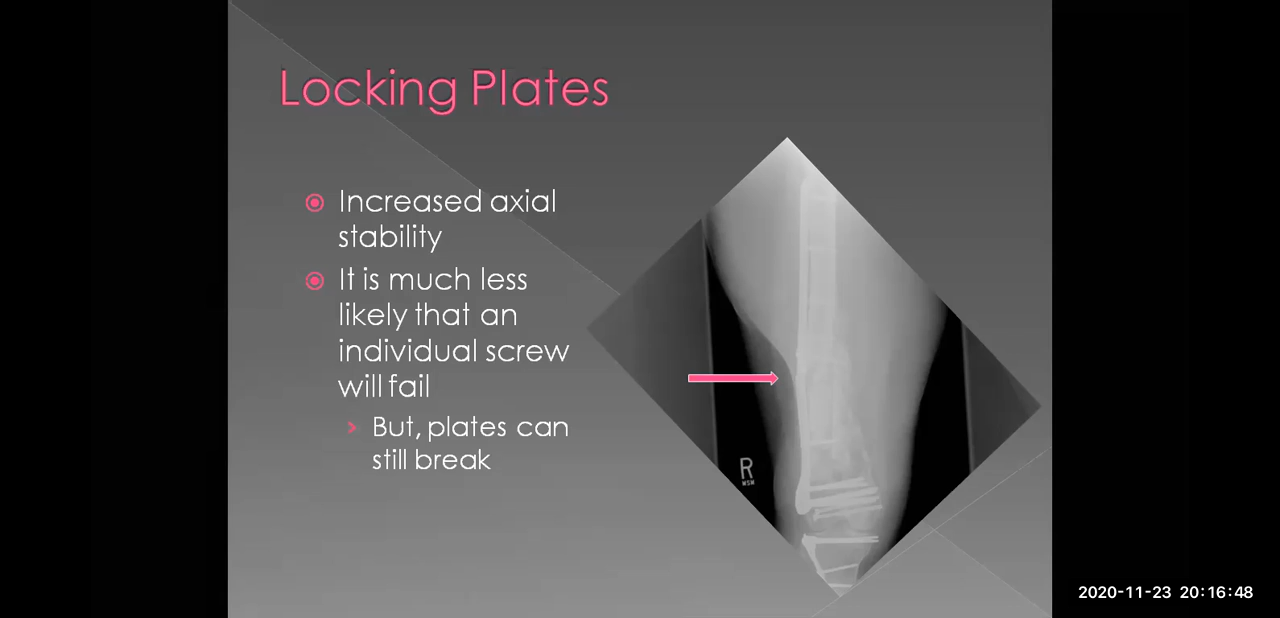 Locking Plates
Increased axial
stability
It is much less
likely that an
individual screw
will fail
But, plates can
still break
R
WSM
2020-11-23 20:16:48